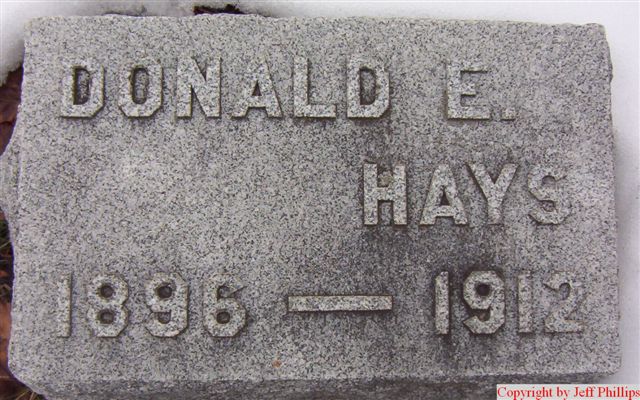 DONALD E.
HAYS
1896 — 1912
Copyright by Jeff Phillips